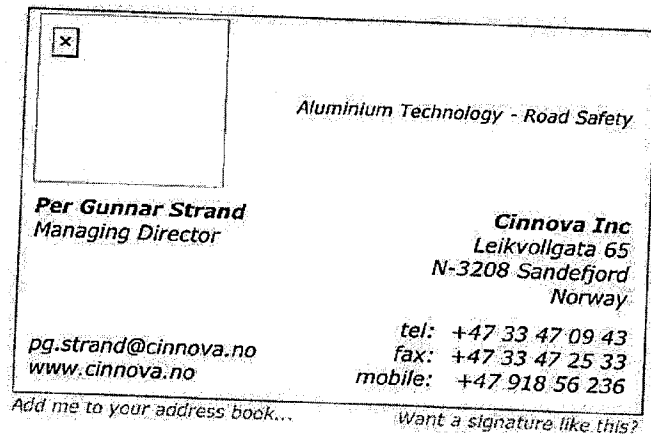 Aluminium Technology - Road Safety
Per Gunnar Strand
Managing Director
Cinnova Inc
Leikvollgata 65
N-3208 Sandefjord
Norway
pg.strand@cinnova.no
www.cinnova.no
tel: +47 33 47 09 43
fax: +47 33 47 25 33
mobile: +47 918 56 236
Add me to your address book...
Want a signature like this?